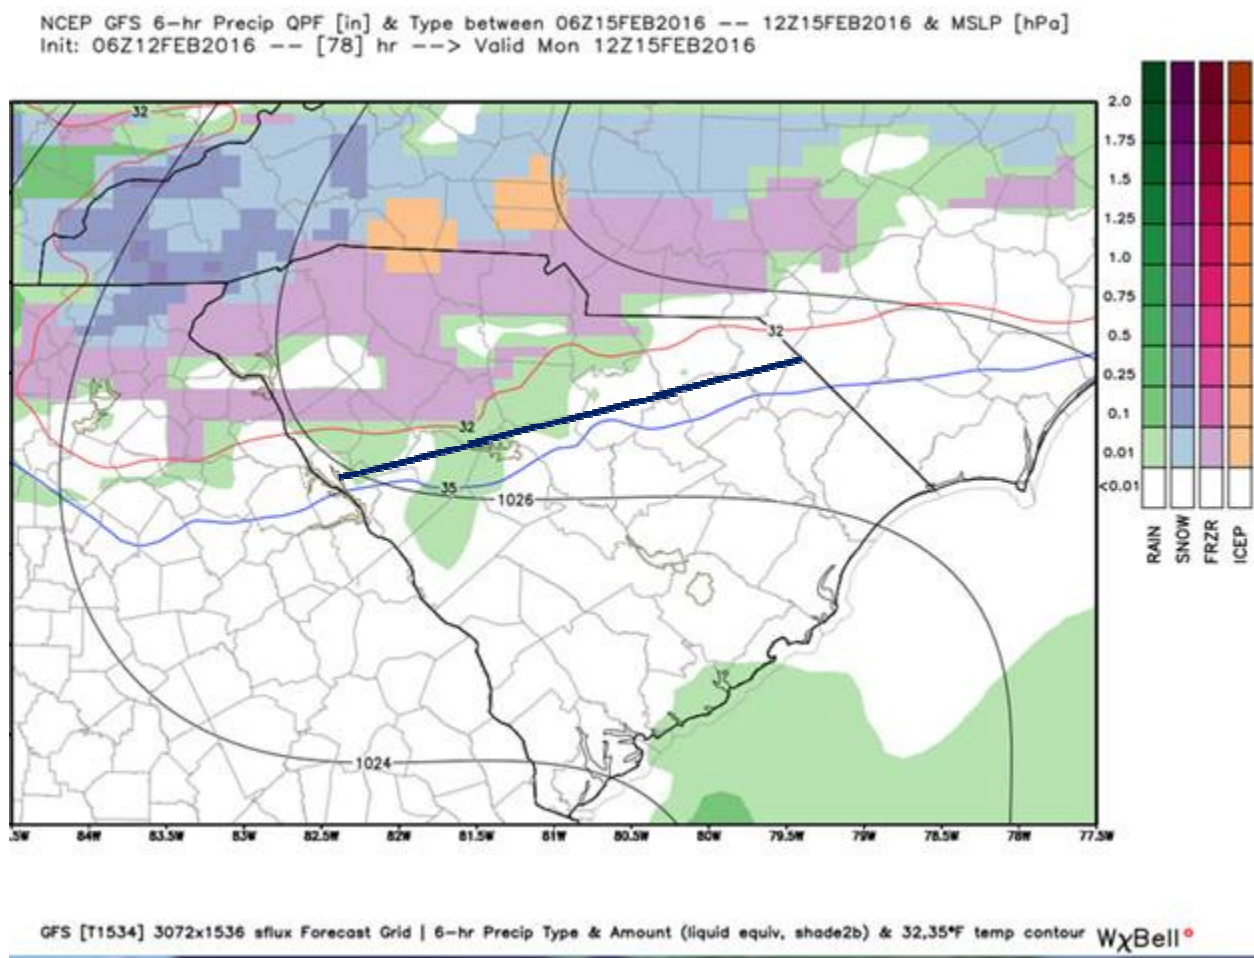 NCEP GFS 6-hr Precip QPF [in] & Type between 06Z15FEB2016 -- 12Z15FEB2016 & MSLP [hPa]
Init: 06Z12FEB2016 -- [78] hr --> Valid Mon 12Z15FEB2016
32
32
32
35
1026
1024
2.0
1.75
1.5
1.25
1.0
0.75
0.5
0.25
0.1
0.01
<0.01
RAIN
SNOW
FRZR
ICEP
.5W 84W 83.5W 83W 82.5W 82W 81.5W 81W 80.5W 80W 79.5W 79W 78.5W 78W 77.5W
GFS [T1534] 3072x1536 sflux Forecast Grid | 6-hr Precip Type & Amount (liquid equiv, shade2b) & 32,35°F temp contour
WχBell